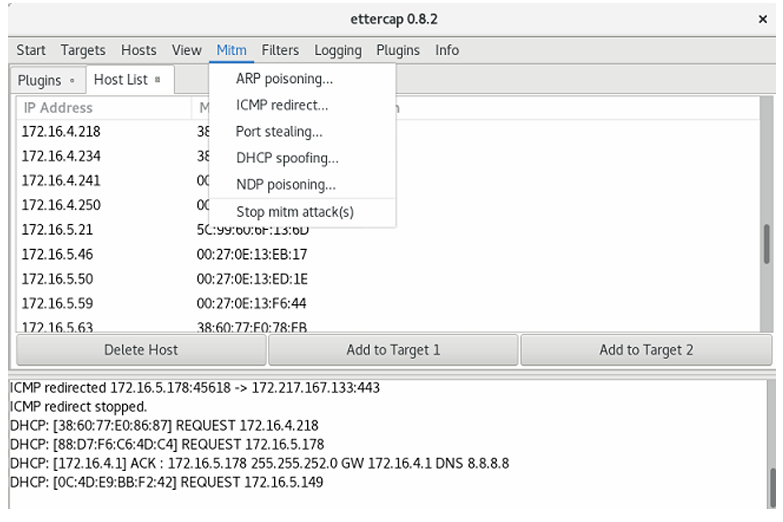 ettercap 0.8.2 ×
Start Targets Hosts View Mitm Filters Logging Plugins Info
Plugins Host List
ARP poisoning...
ICMP redirect...
Port stealing...
DHCP spoofing...
NDP poisoning...
Stop mitm attack(s)
IP Address
172.16.4.218 38
172.16.4.234 38
172.16.4.241 00
172.16.4.250 00
172.16.5.21 5C:99:60:6F:13:6D
172.16.5.46 00:27:0E:13:EB:17
172.16.5.50 00:27:0E:13:ED:1E
172.16.5.59 00:27:0E:13:F6:44
172.16.5.63 38:60:77:E0:78:FB
Delete Host Add to Target 1 Add to Target 2
ICMP redirected 172.16.5.178:45618 -> 172.217.167.133:443
ICMP redirect stopped.
DHCP: [38:60:77:E0:86:87] REQUEST 172.16.4.218
DHCP: [88:D7:F6:C6:4D:C4] REQUEST 172.16.5.178
DHCP: [172.16.4.1] ACK : 172.16.5.178 255.255.252.0 GW 172.16.4.1 DNS 8.8.8.8
DHCP: [0C:4D:E9:BB:F2:42] REQUEST 172.16.5.149